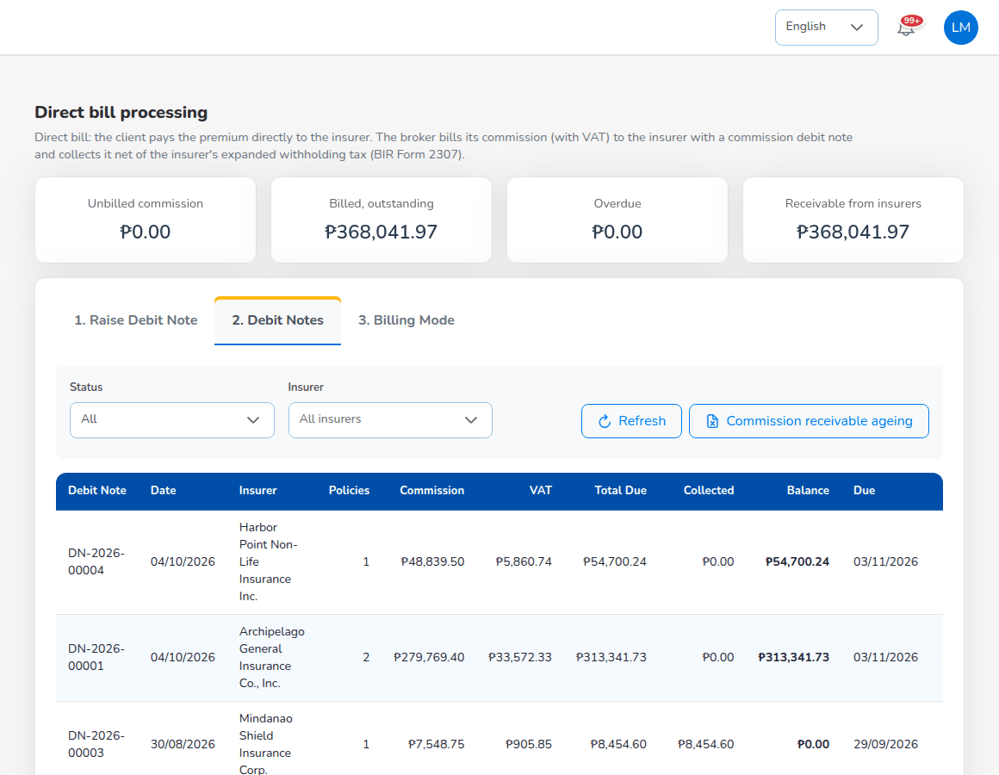 English
99+
LM
Direct bill processing
Direct bill: the client pays the premium directly to the insurer. The broker bills its commission (with VAT) to the insurer with a commission debit note
and collects it net of the insurer's expanded withholding tax (BIR Form 2307).
Unbilled commission
₱0.00
Billed, outstanding
₱368,041.97
Overdue
₱0.00
Receivable from insurers
₱368,041.97
1. Raise Debit Note 2. Debit Notes 3. Billing Mode
Status Insurer
All All insurers Refresh Commission receivable ageing
Debit Note Date Insurer Policies Commission VAT Total Due Collected Balance Due
Harbor
Point Non-
DN-2026-
Life
00004 04/10/2026 1 ₱48,839.50 ₱5,860.74 ₱54,700.24 ₱0.00 ₱54,700.24 03/11/2026
Insurance
Inc.
Archipelago
General
DN-2026-
00001 04/10/2026 2 ₱279,769.40 ₱33,572.33 ₱313,341.73 ₱0.00 ₱313,341.73 03/11/2026
Insurance
Co., Inc.
Mindanao
Shield
DN-2026-
00003 30/08/2026 1 ₱7,548.75 ₱905.85 ₱8,454.60 ₱8,454.60 ₱0.00 29/09/2026
Insurance
Corp.